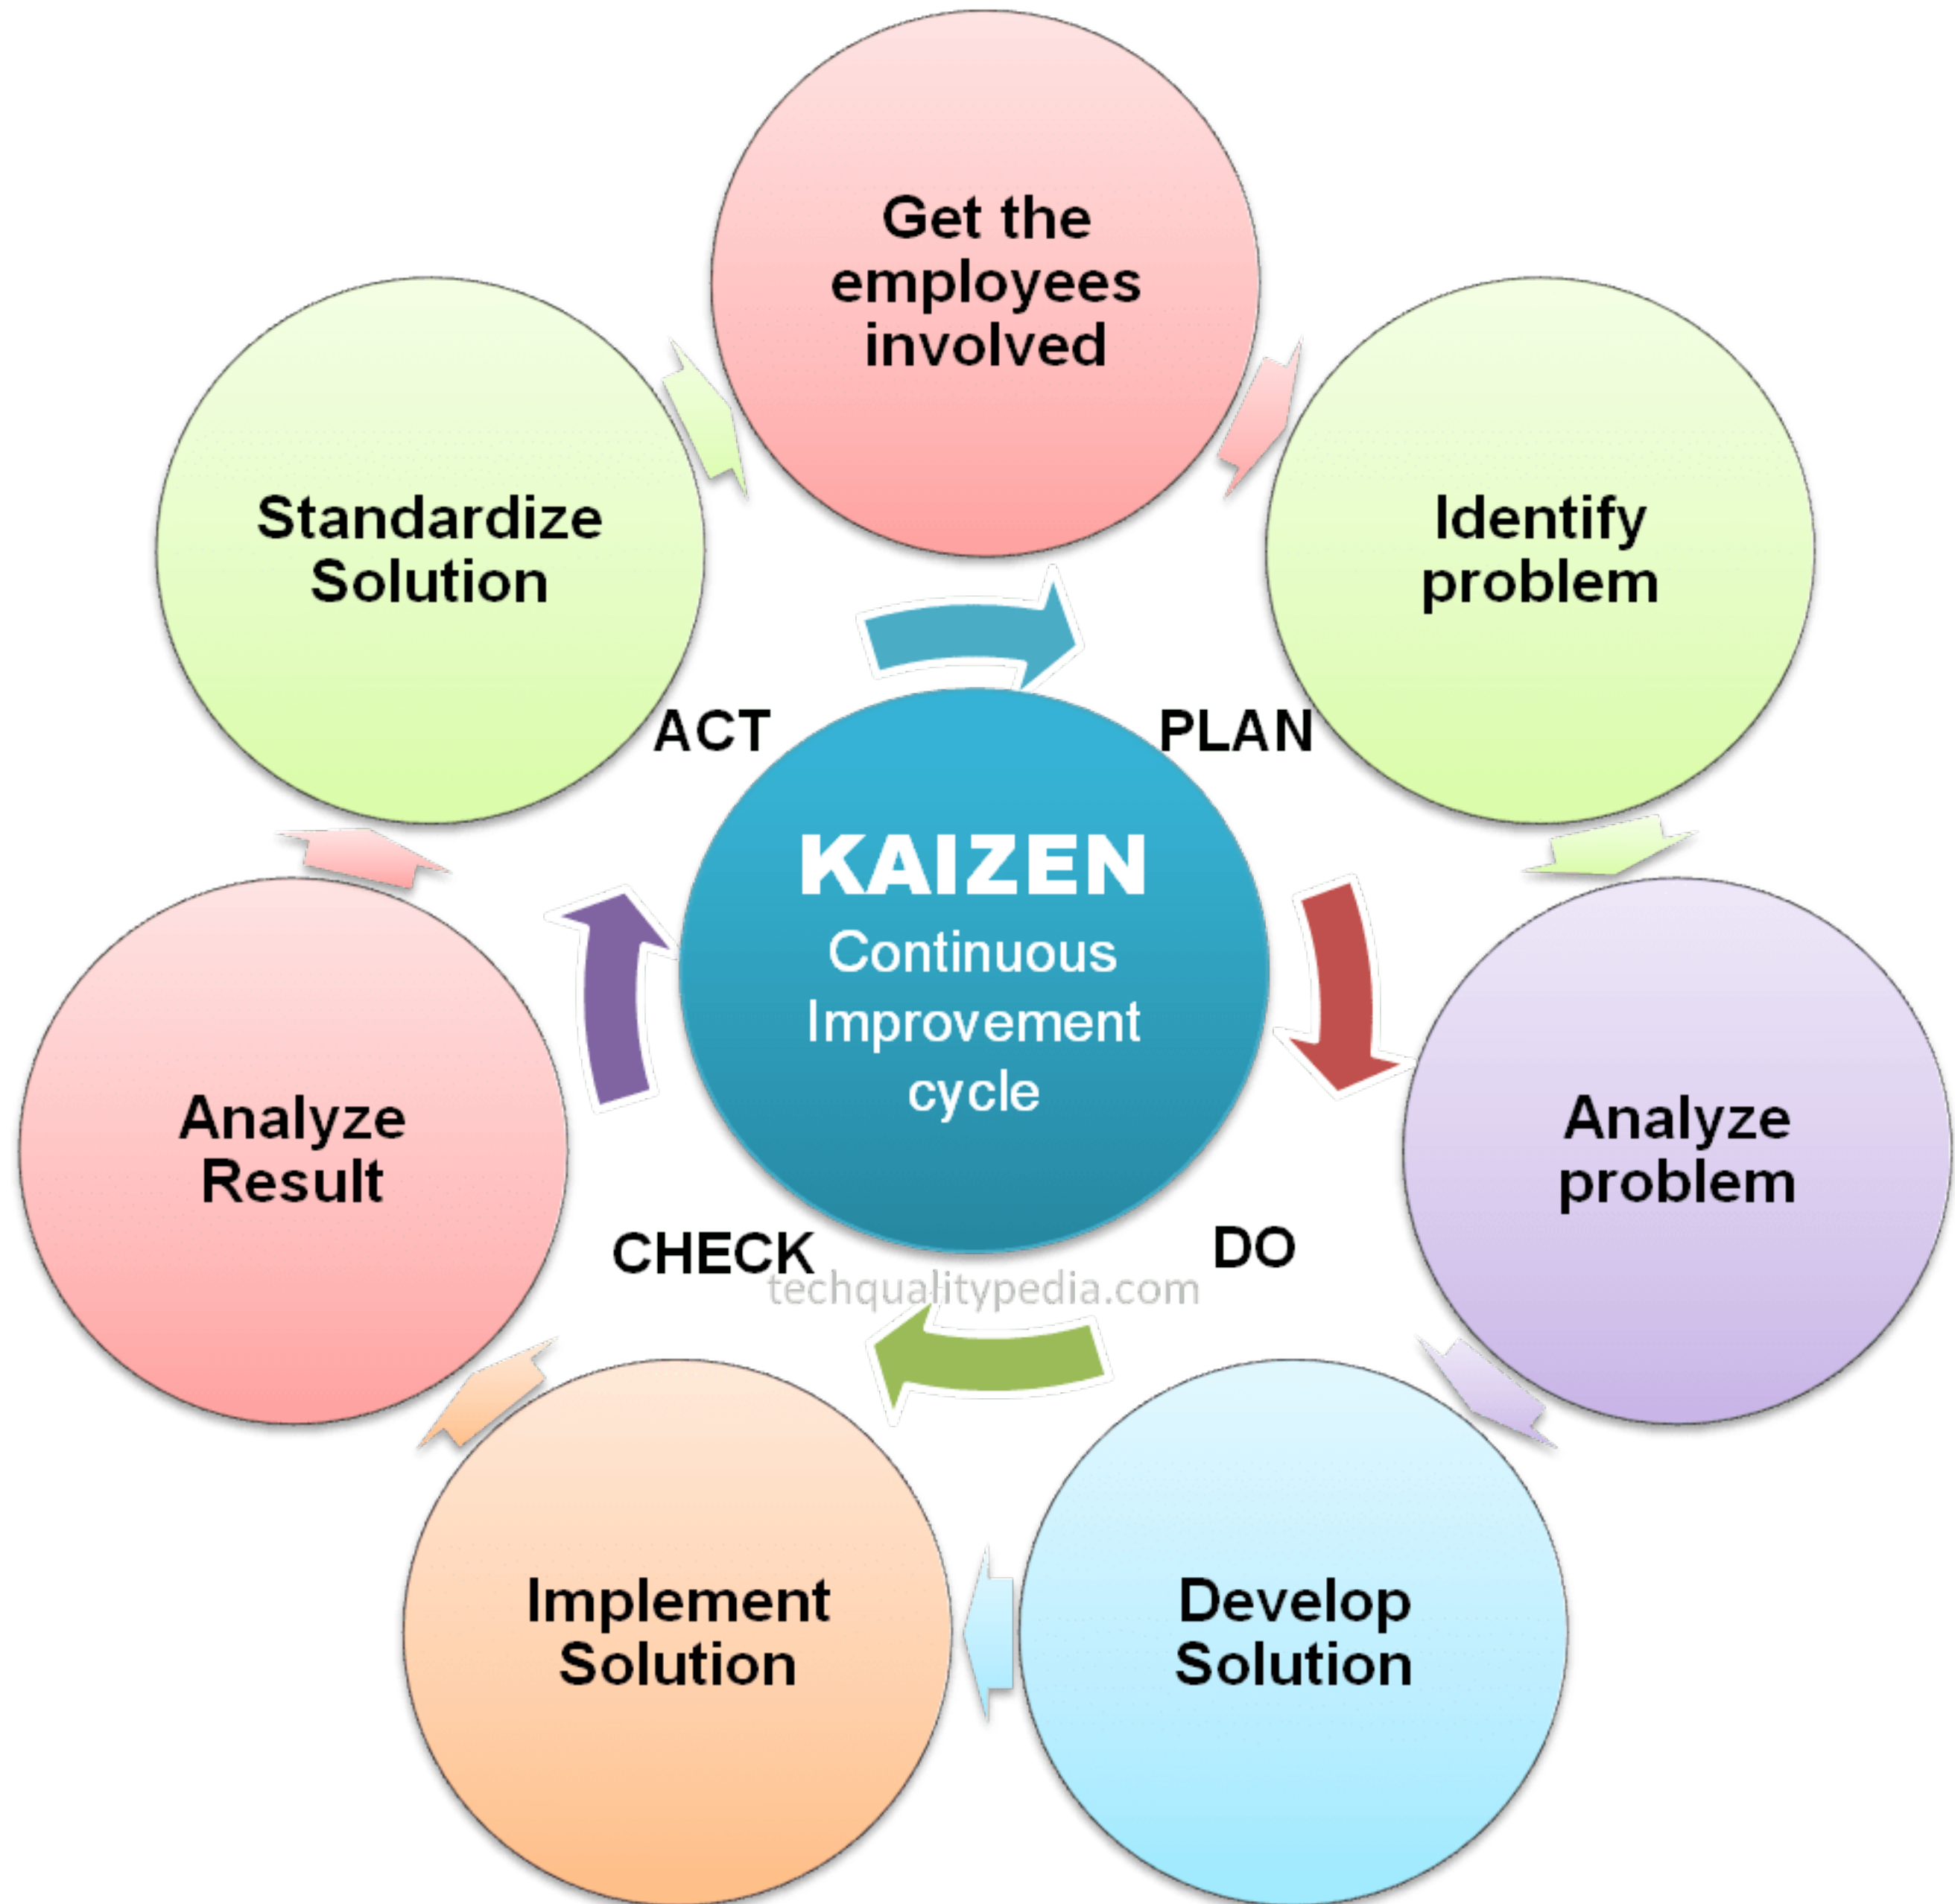 Get the
employees
involved
Identify
problem
Analyze
problem
Develop
Solution
Implement
Solution
Analyze
Result
Standardize
Solution
ACT
PLAN
DO
CHECK
KAIZEN
Continuous
Improvement
cycle
techqualitypedia.com